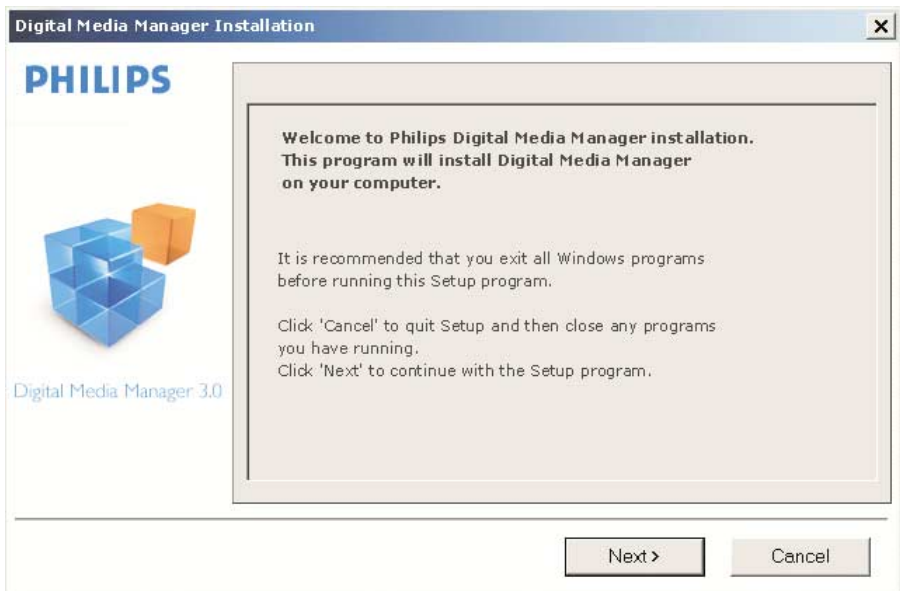 Digital Media Manager Installation
PHILIPS
Welcome to Philips Digital Media Manager installation.
This program will install Digital Media Manager
on your computer.
It is recommended that you exit all Windows programs
before running this Setup program.
Click 'Cancel' to quit Setup and then close any programs
you have running.
Click 'Next' to continue with the Setup program.
Digital Media Manager 3.0
Next >
Cancel